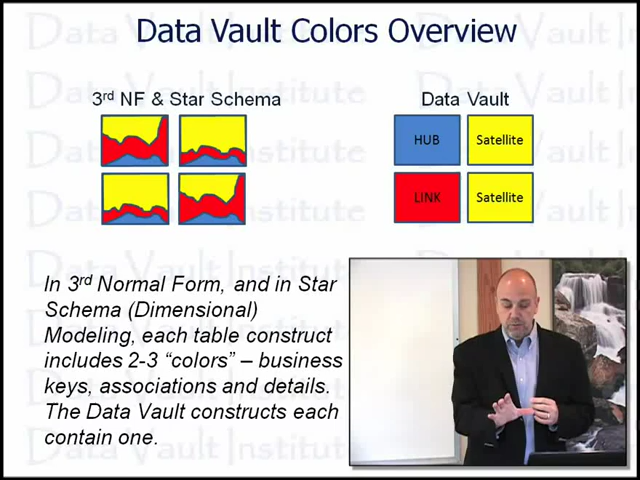 Data Vault Colors Overview
3rd NF & Star Schema
Data Vault
HUB
Satellite
LINK
Satellite
In 3rd Normal Form, and in Star
Schema (Dimensional)
Modeling, each table construct
includes 2-3 “colors” – business
keys, associations and details.
The Data Vault constructs each
contain one.
Data Vault Institute